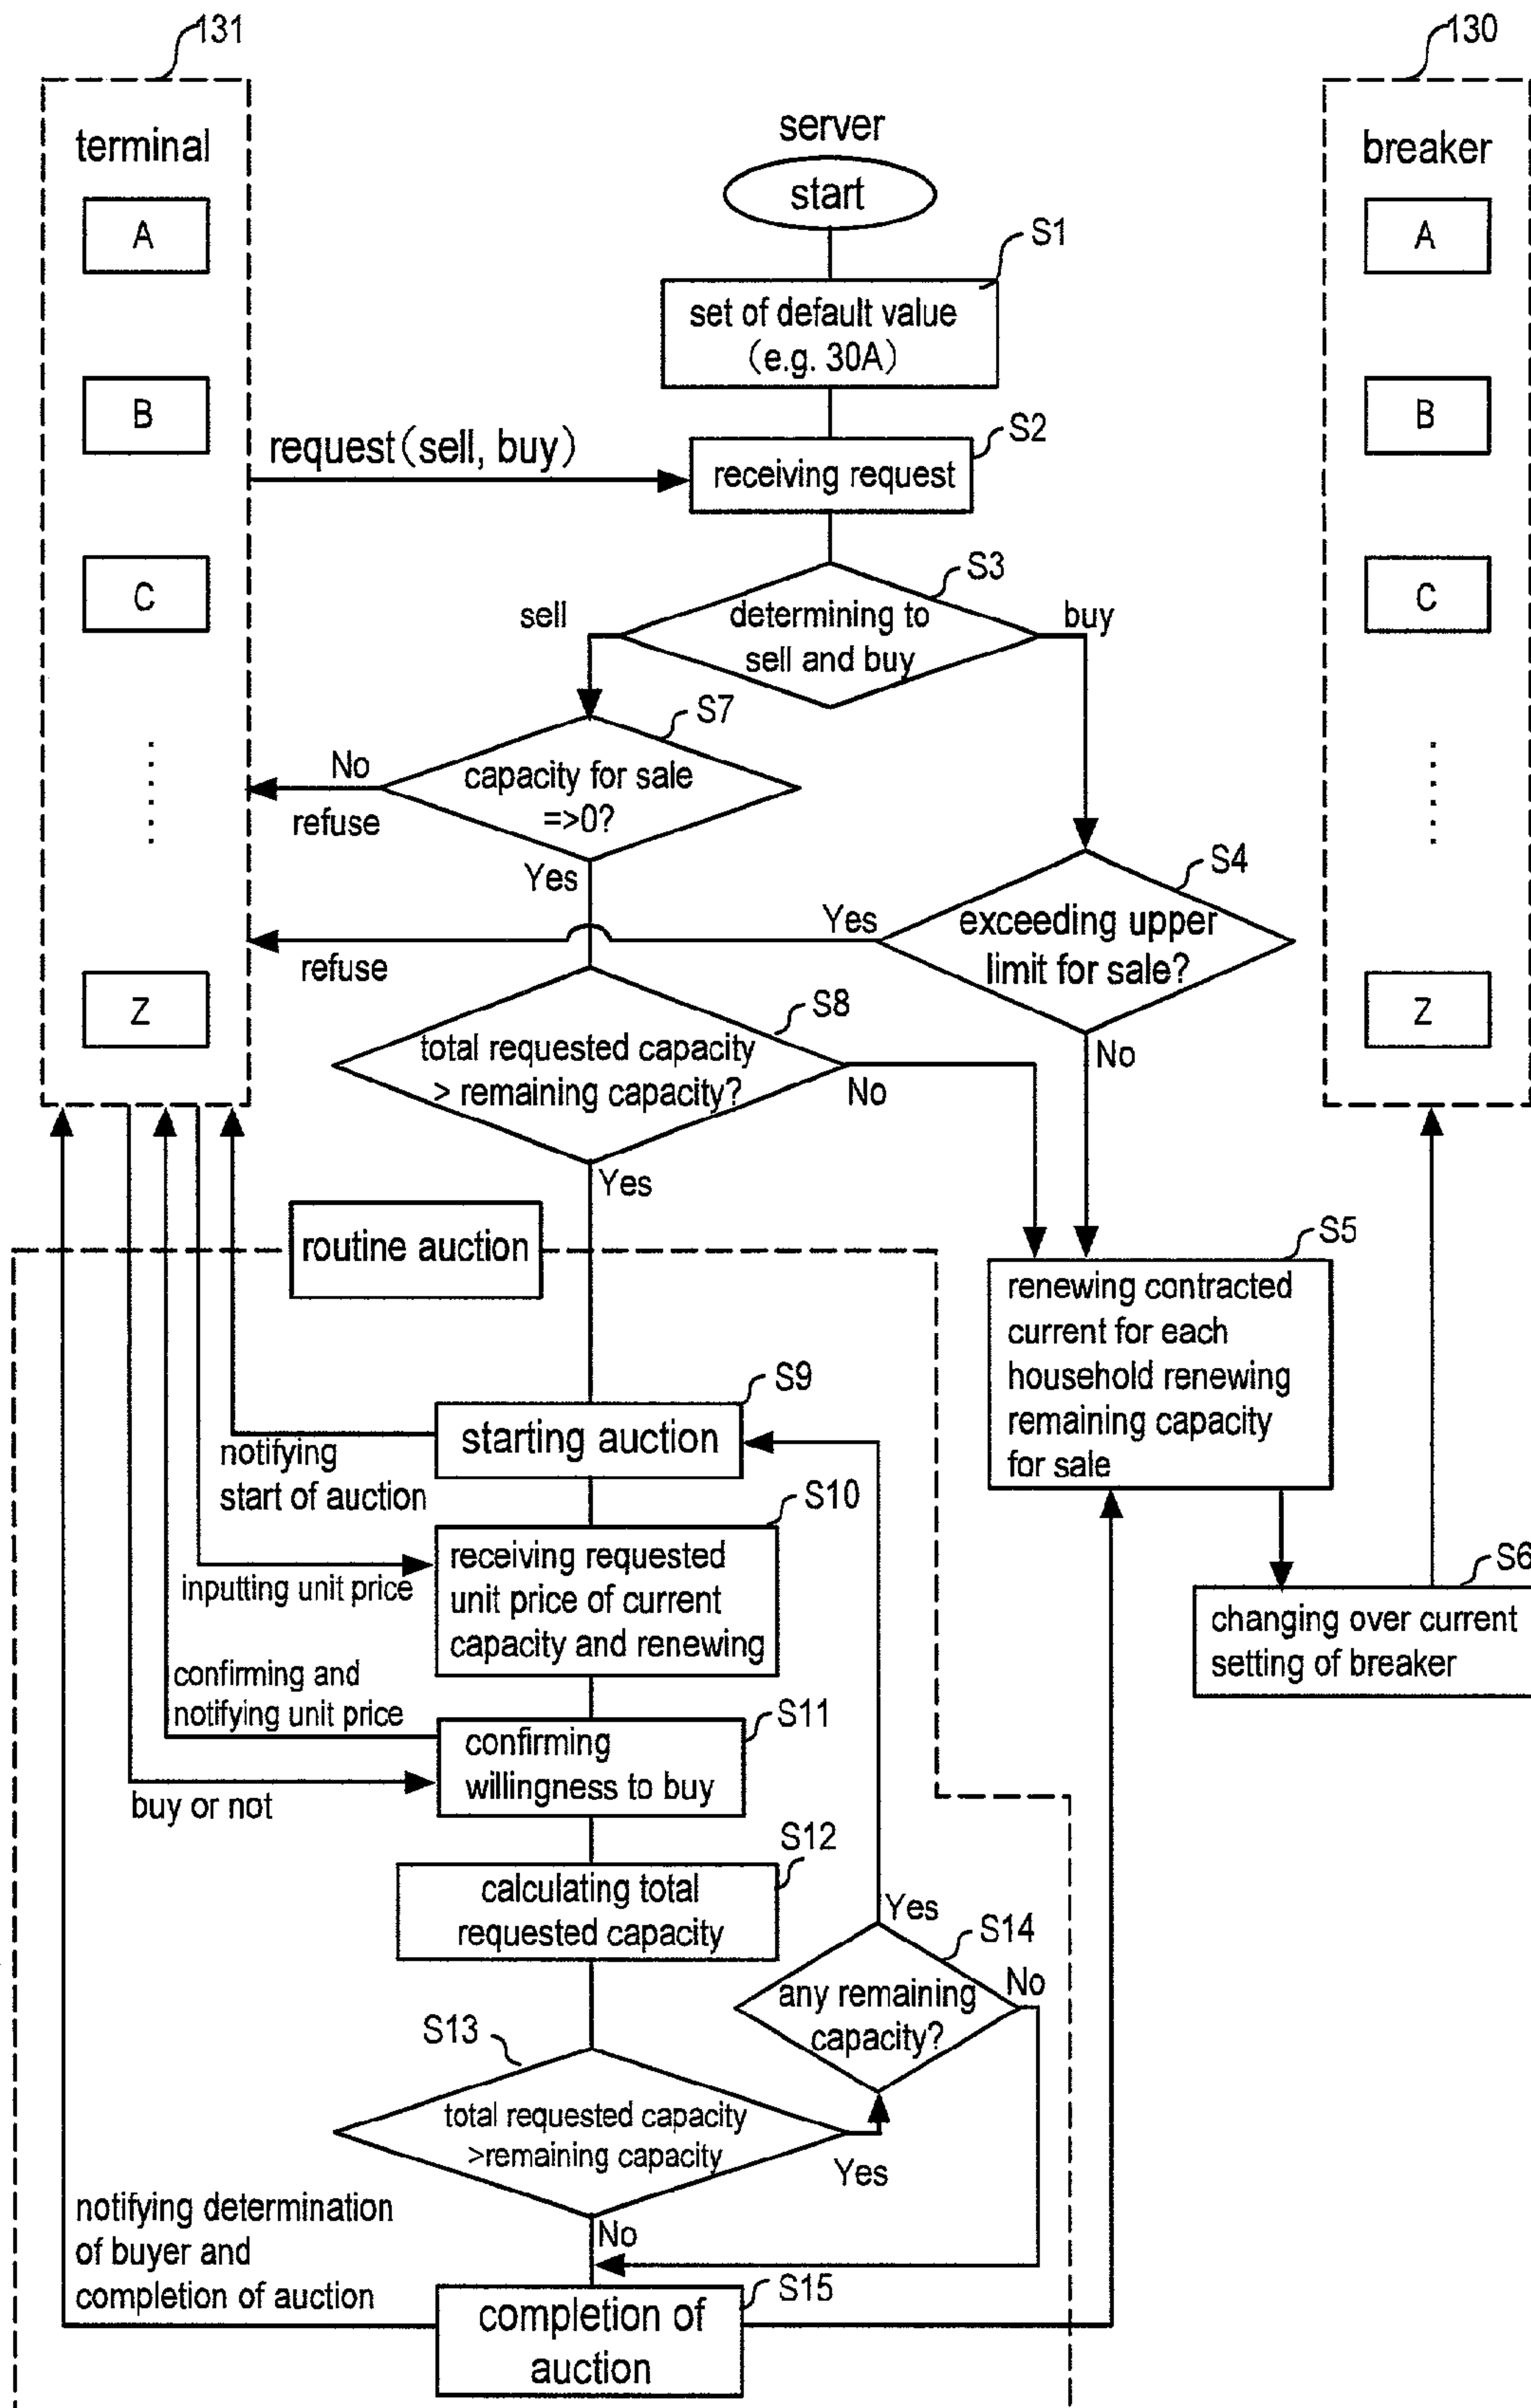 131
130
terminal
server
breaker
start
A
A
S1
set of default value
(e.g. 30A)
B
B
S2
request(sell, buy)
receiving request
C
C
S3
sell
determining to
sell and buy
buy
S7
No
capacity for sale
=>0?
refuse
Yes
S4
Yes
exceeding upper
limit for sale?
refuse
No
Z
Z
S8
total requested capacity
> remaining capacity?
No
Yes
routine auction
S5
renewing contracted
current for each
household renewing
remaining capacity
for sale
S9
starting auction
notifying
start of auction
S10
receiving requested
unit price of current
capacity and renewing
inputting unit price
S6
changing over current
setting of breaker
confirming and
notifying unit price
S11
confirming
willingness to buy
buy or not
S12
calculating total
requested capacity
Yes
S14
any remaining
capacity?
No
S13
total requested capacity
>remaining capacity
Yes
No
notifying determination
of buyer and
completion of auction
S15
completion of
auction